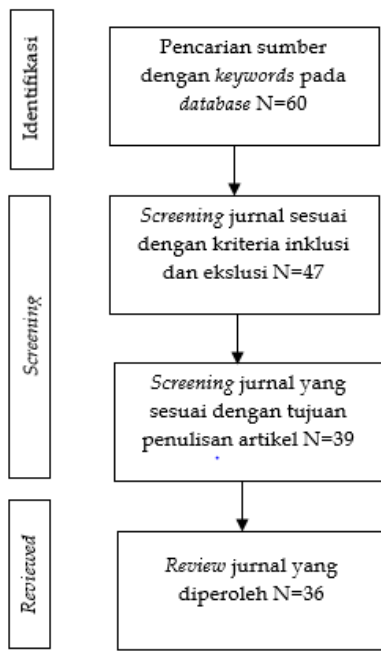 Identifikasi
Pencarian sumber
dengan keywords pada
database N=60
Screening
Screening jurnal sesuai
dengan kriteria inklusi
dan ekslusi N=47
Screening jurnal yang
sesuai dengan tujuan
penulisan artikel N=39
Reviewed
Review jurnal yang
diperoleh N=36